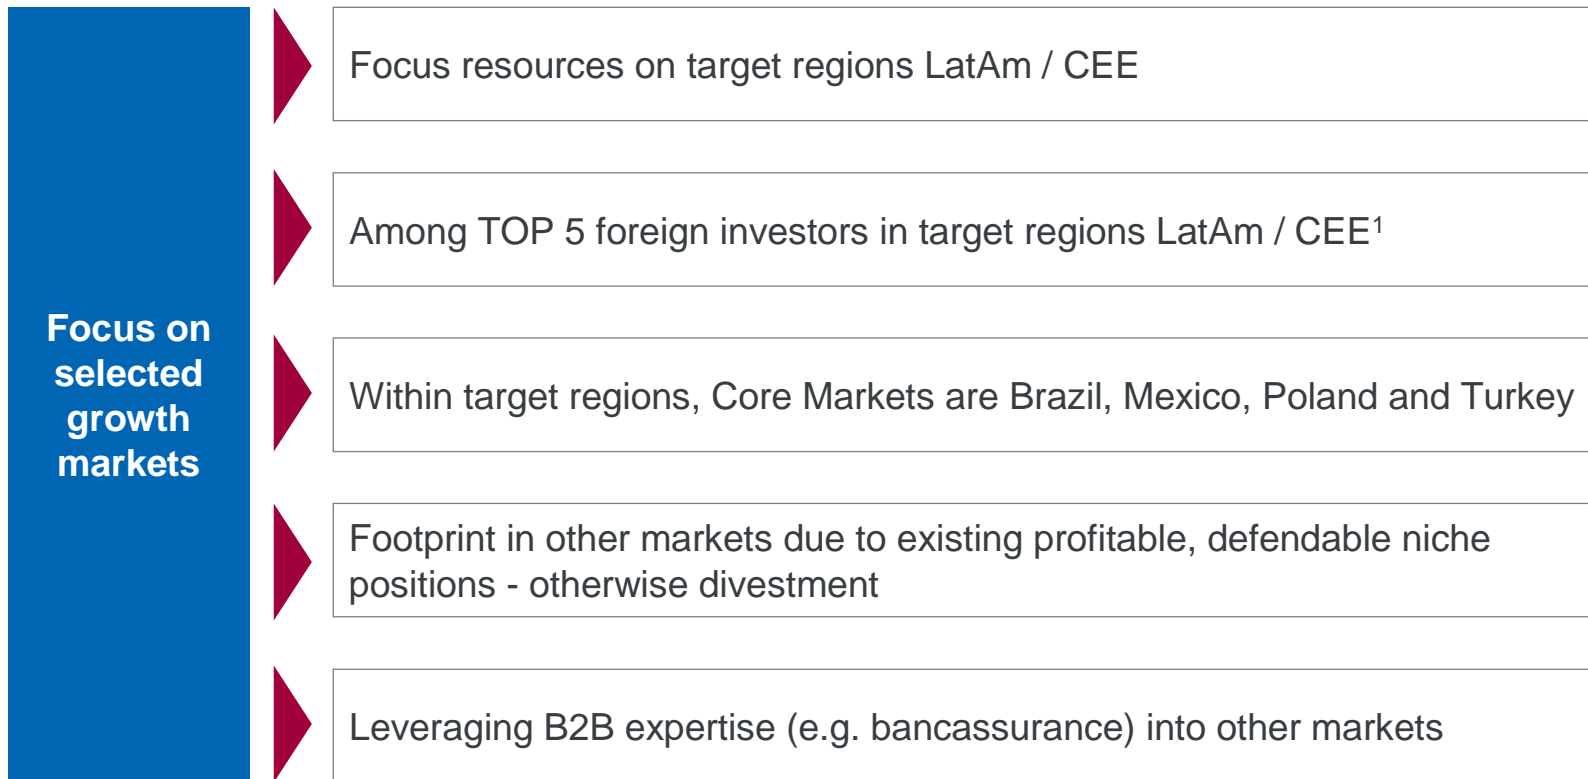 Focus on
selected
growth
markets
Focus resources on target regions LatAm / CEE
Among TOP 5 foreign investors in target regions LatAm / CEE¹
Within target regions, Core Markets are Brazil, Mexico, Poland and Turkey
Footprint in other markets due to existing profitable, defendable niche
positions - otherwise divestment
Leveraging B2B expertise (e.g. bancassurance) into other markets